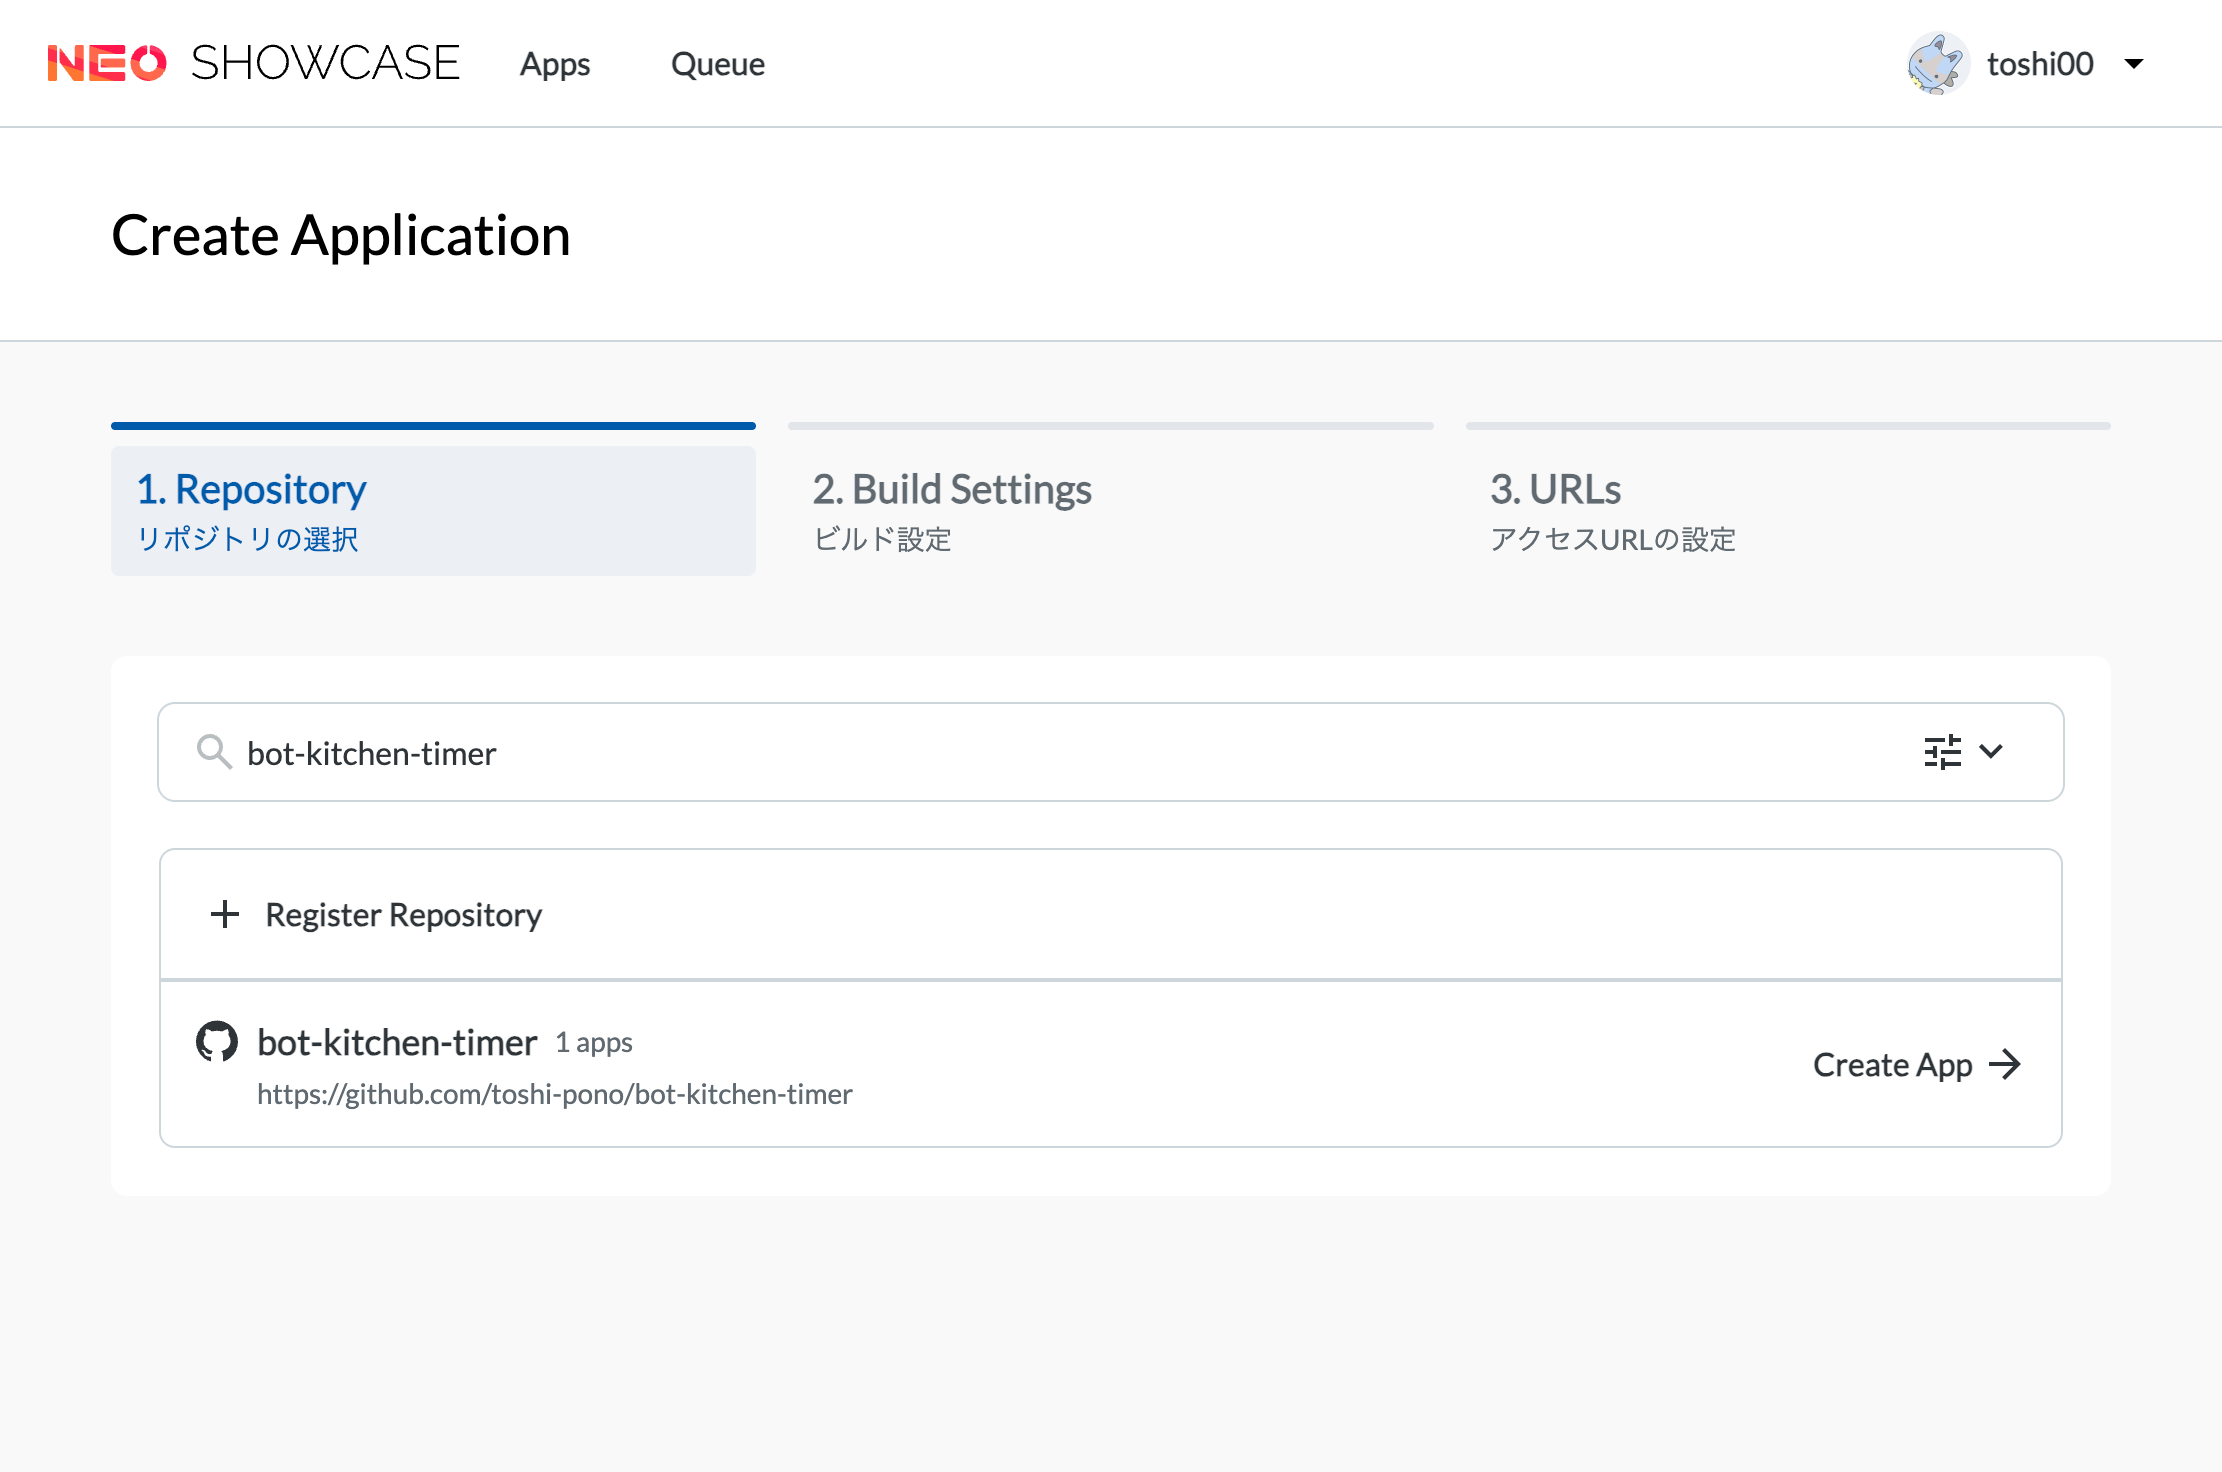 NEO SHOWCASE Apps Queue toshi00
Create Application
1. Repository
リポジトリの選択
2. Build Settings
ビルド設定
3. URLs
アクセスURLの設定
bot-kitchen-timer
Register Repository
bot-kitchen-timer 1 apps
https://github.com/toshi-pono/bot-kitchen-timer
Create App